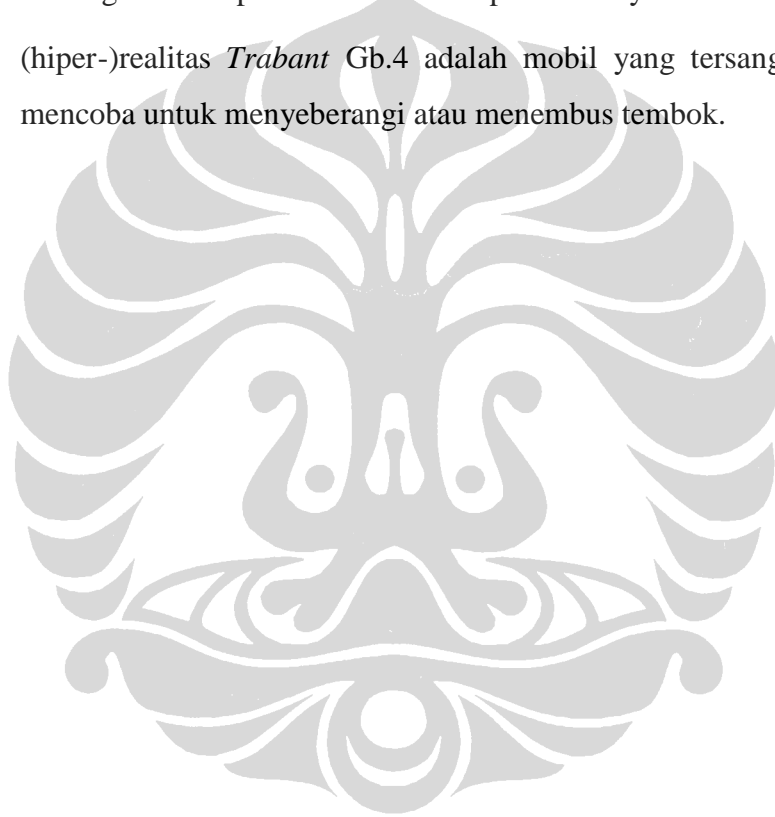 (hiper-)realitas Trabant Gb.4 adalah mobil yang tersang
mencoba untuk menyeberangi atau menembus tembok.